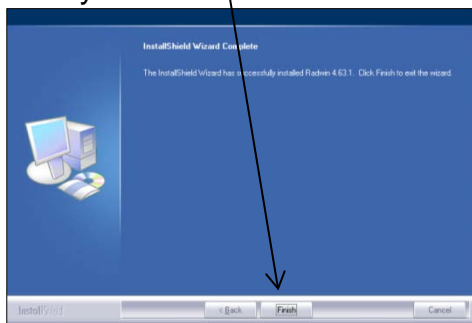 InstallShield Wizard Complete
The InstallShield Wizard has successfully installed Radwin 4.63.1. Click Finish to exit the wizard.
InstallShield
< Back
Finish
Cancel